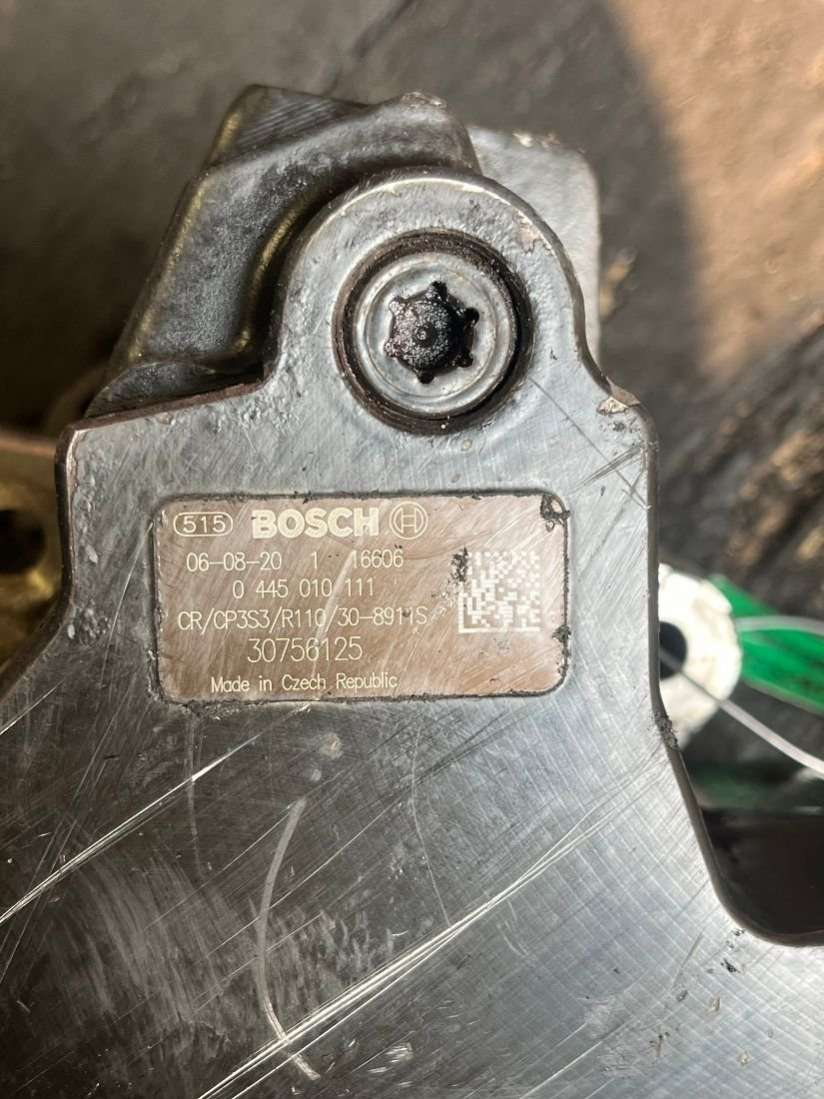 515 BOSCH
06-08-20 1 16606
0 445 010 111
CR/CP3S3/R110/30-8911S
30756125
Made in Czech Republic